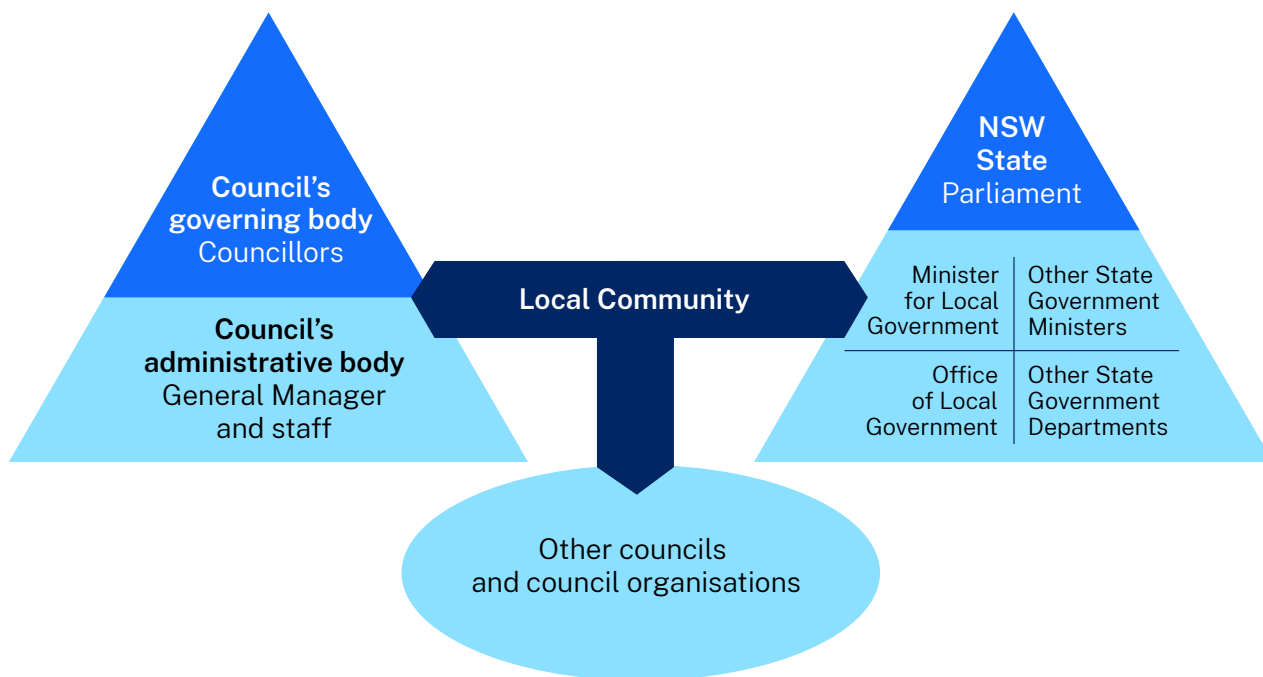 Council's
governing body
Councillors
Council's
administrative body
General Manager
and staff
Local Community
NSW
State
Parliament
Minister
for Local
Government
Other State
Government
Ministers
Office
of Local
Government
Other State
Government
Departments
Other councils
and council organisations